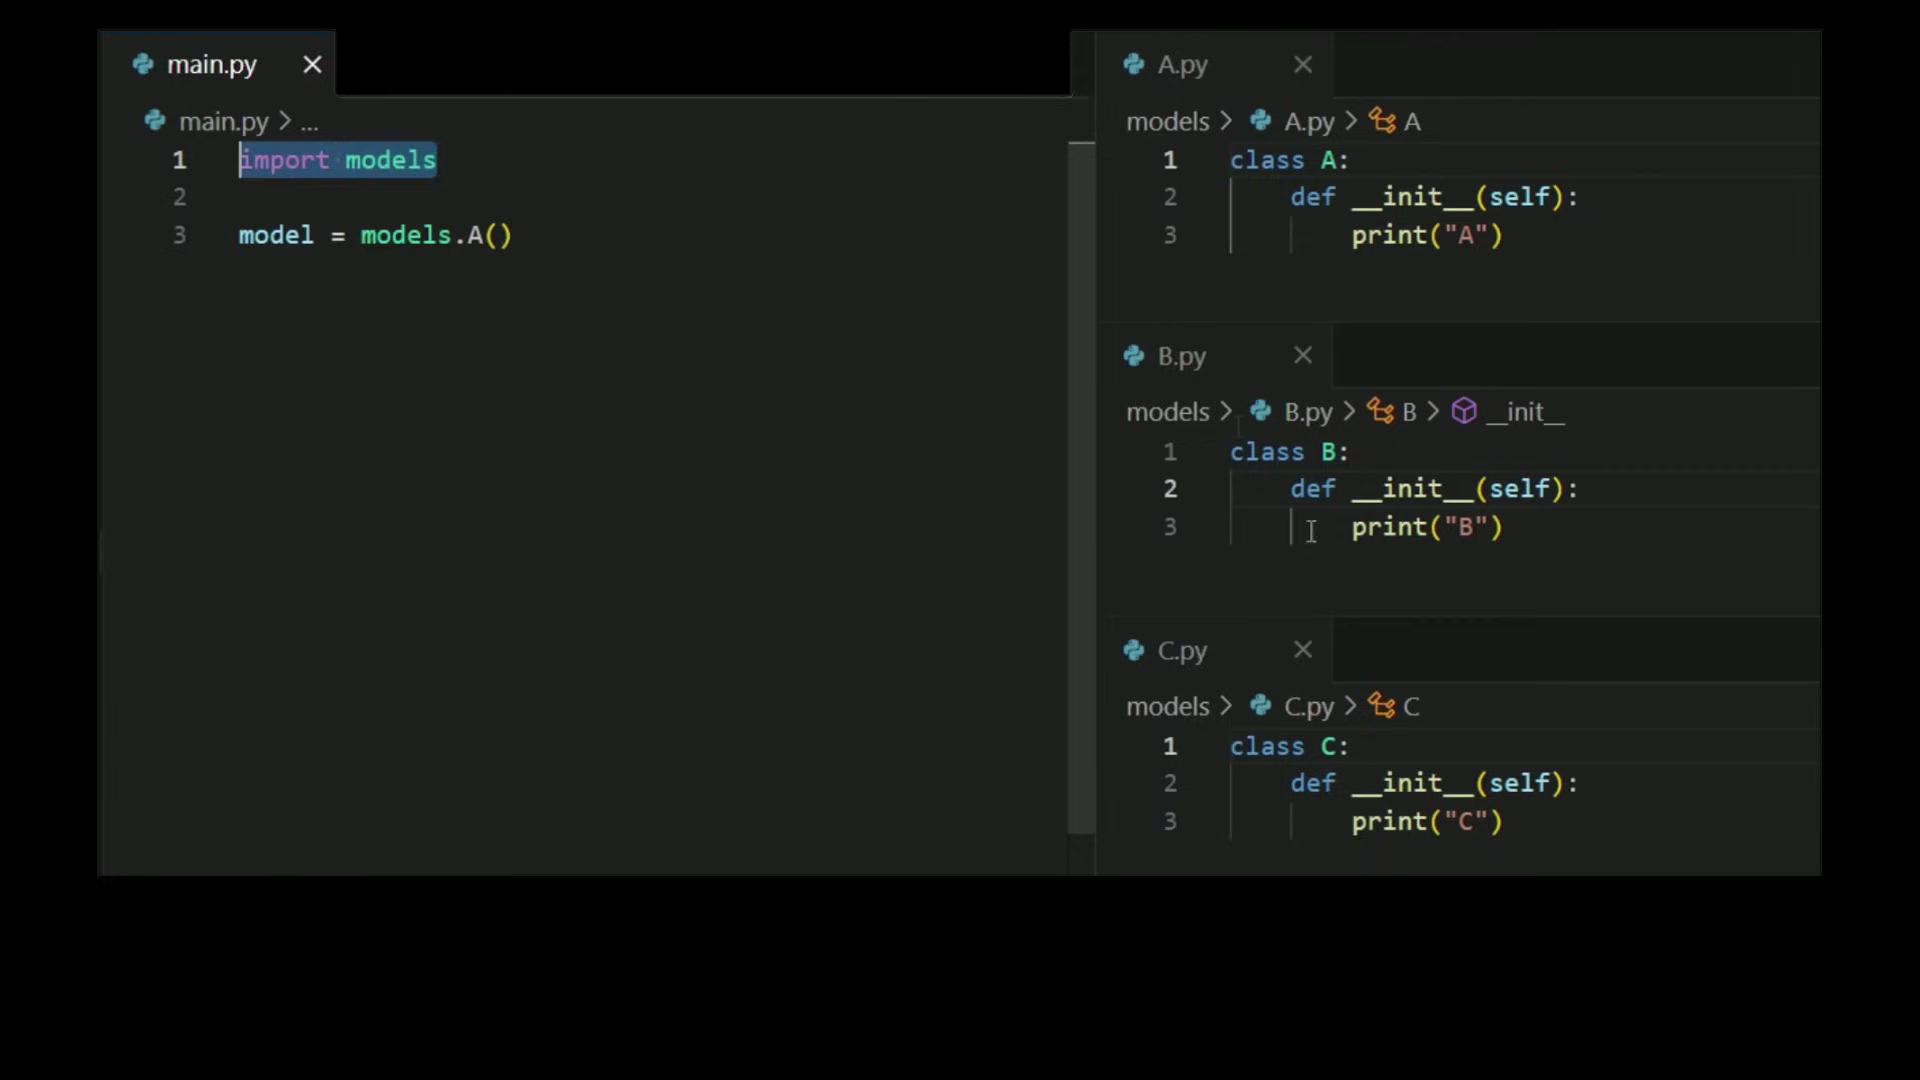 main.py
main.py > ...
1 import models
2
3 model = models.A()
A.py
models > A.py > A
1 class A:
2 def __init__(self):
3 print("A")
B.py
models > B.py > B > __init__
1 class B:
2 def __init__(self):
3 print("B")
C.py
models > C.py > C
1 class C:
2 def __init__(self):
3 print("C")